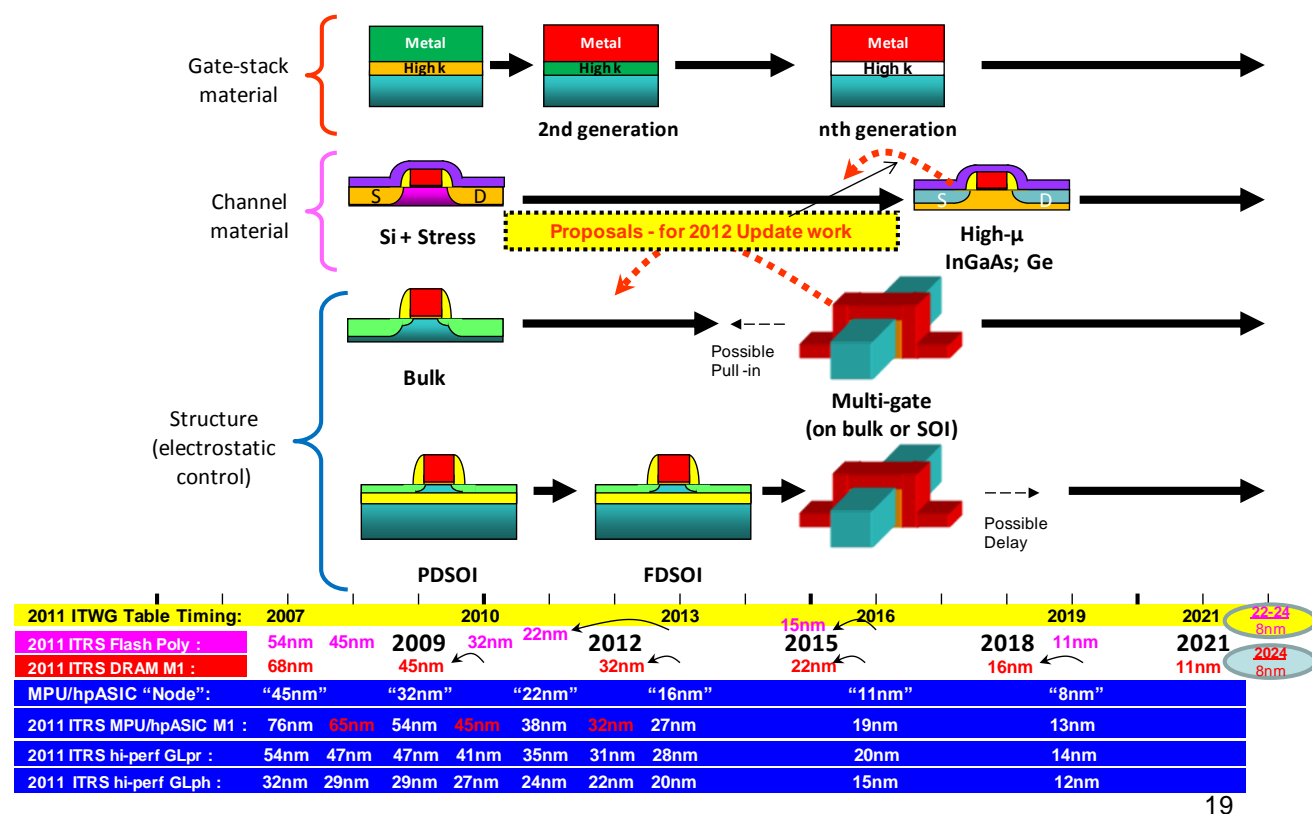 Metal
High k
Metal
High k
Metal
High k
Gate-stack
material
2nd generation
nth generation
Channel
material
S
D
S
D
Si + Stress
Proposals - for 2012 Update work
High-µ
InGaAs; Ge
Possible
Pull -in
Bulk
Multi-gate
(on bulk or SOI)
Structure
(electrostatic
control)
Possible
Delay
PDSOI
FDSOI
2011 ITWG Table Timing: 2007 2010 2013 2016 2019 2021 22-24
8nm
2011 ITRS Flash Poly : 54nm 45nm 2009 32nm 22nm 2012 15nm 2015 2018 11nm 2021
2011 ITRS DRAM M1 : 68nm 45nm 32nm 22nm 16nm 11nm 2024
8nm
MPU/hpASIC “Node”: “45nm” “32nm” “22nm” “16nm” “11nm” “8nm”
2011 ITRS MPU/hpASIC M1 : 76nm 65nm 54nm 45nm 38nm 32nm 27nm 19nm 13nm
2011 ITRS hi-perf GLpr : 54nm 47nm 47nm 41nm 35nm 31nm 28nm 20nm 14nm
2011 ITRS hi-perf GLph : 32nm 29nm 29nm 27nm 24nm 22nm 20nm 15nm 12nm
19